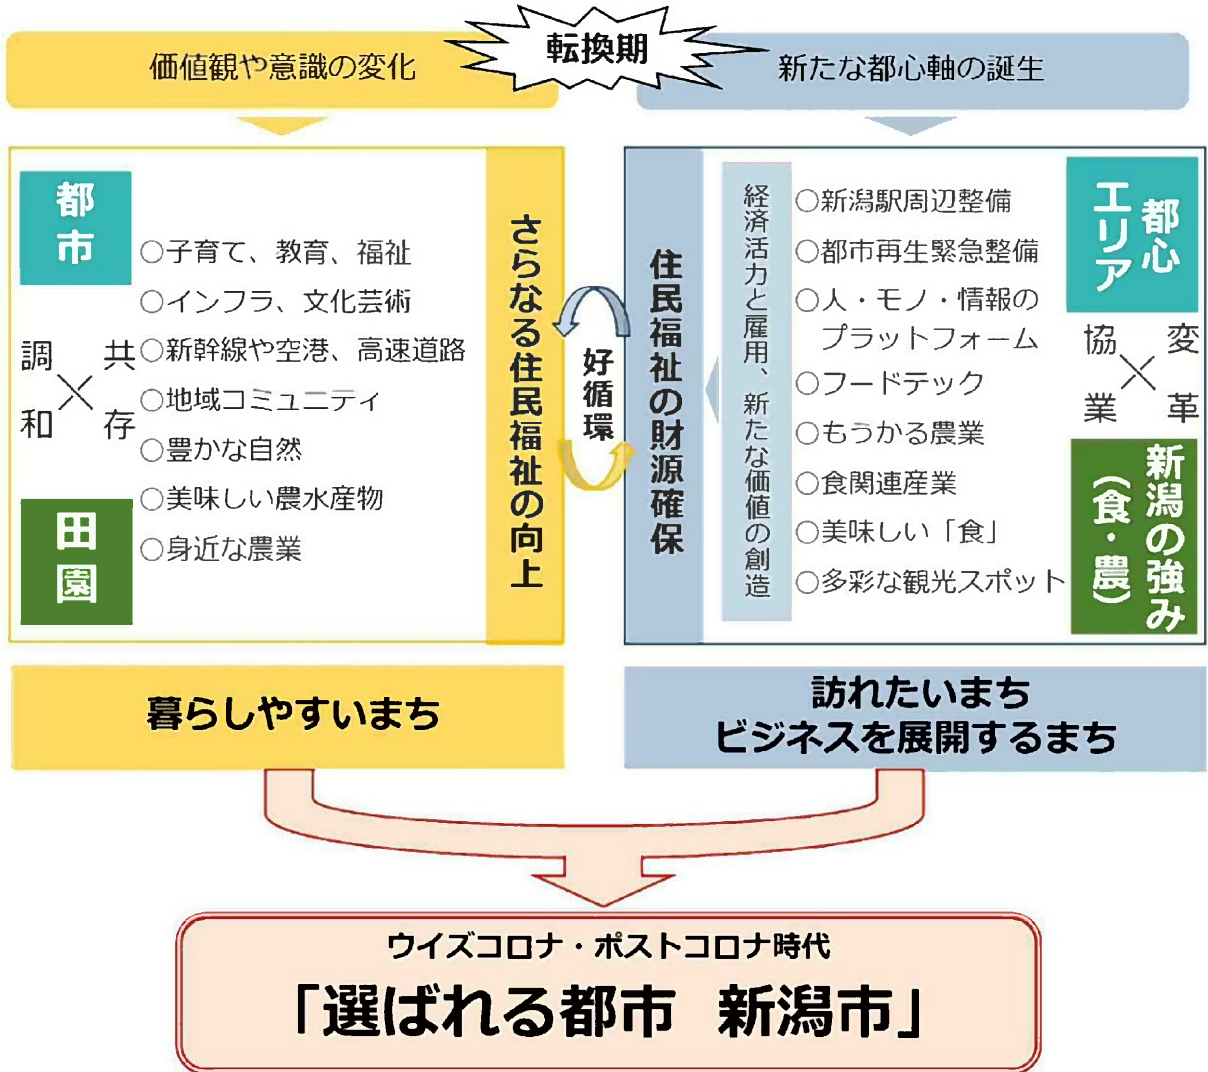 転換期
価値観や意識の変化
新たな都心軸の誕生
都市
調和
共存
田園
○子育て、教育、福祉
○インフラ、文化芸術
○新幹線や空港、高速道路
○地域コミュニティ
○豊かな自然
○美味しい農水産物
○身近な農業
さらなる住民福祉の向上
好循環
住民福祉の財源確保
経済活力と雇用、新たな価値の創造
○新潟駅周辺整備
○都市再生緊急整備
○人・モノ・情報の
プラットフォーム
○フードテック
○もうかる農業
○食関連産業
○美味しい「食」
○多彩な観光スポット
都心
エリア
変革
協業
新潟の強み
(食・農)
暮らしやすいまち
訪れたいまち
ビジネスを展開するまち
ウイズコロナ・ポストコロナ時代
「選ばれる都市 新潟市」